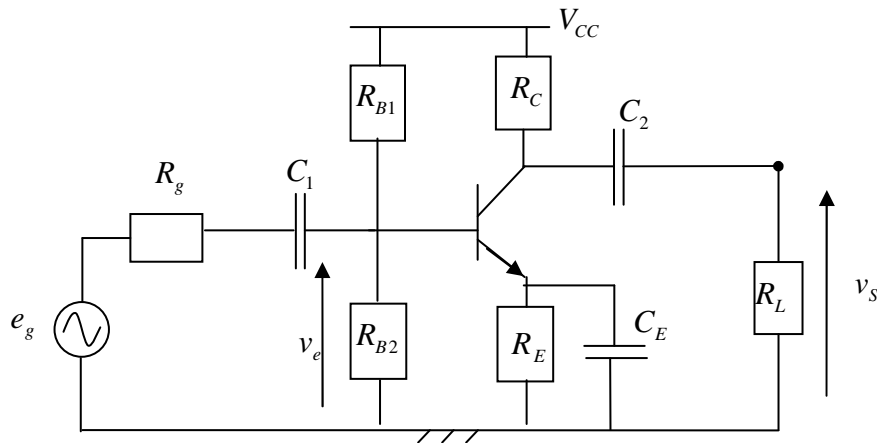 V_CC
R_B1
R_C
C_2
R_g
C_1
e_g
v_e
R_B2
R_E
C_E
R_L
v_S